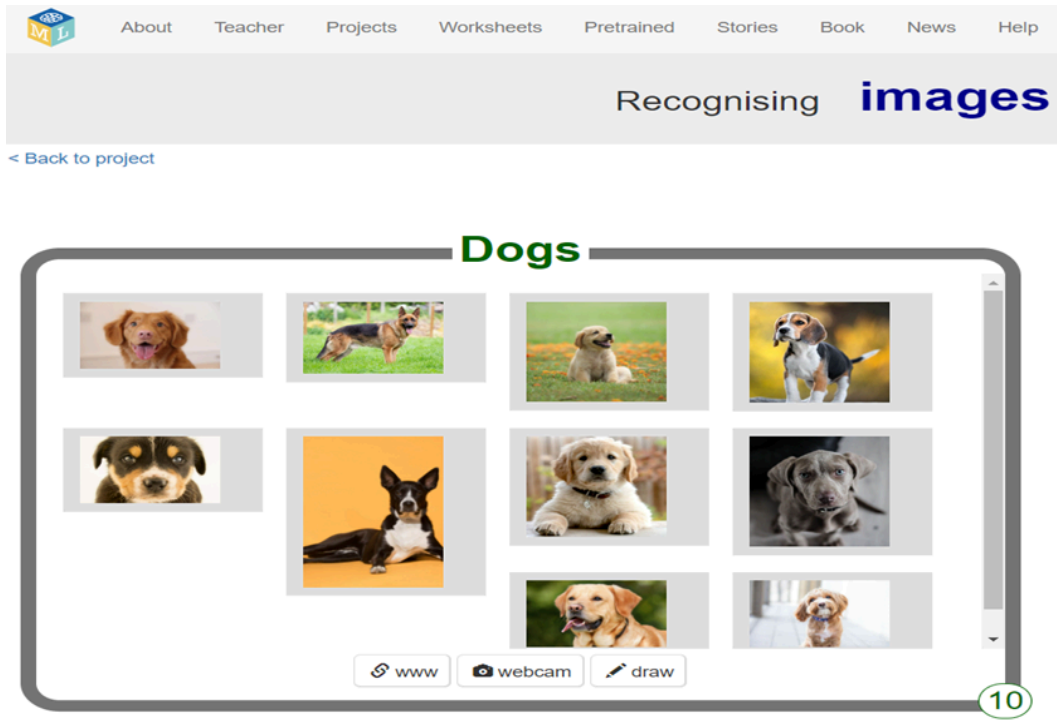 ML
About Teacher Projects Worksheets Pretrained Stories Book News Help
Recognising images
< Back to project
Dogs
www webcam draw
10